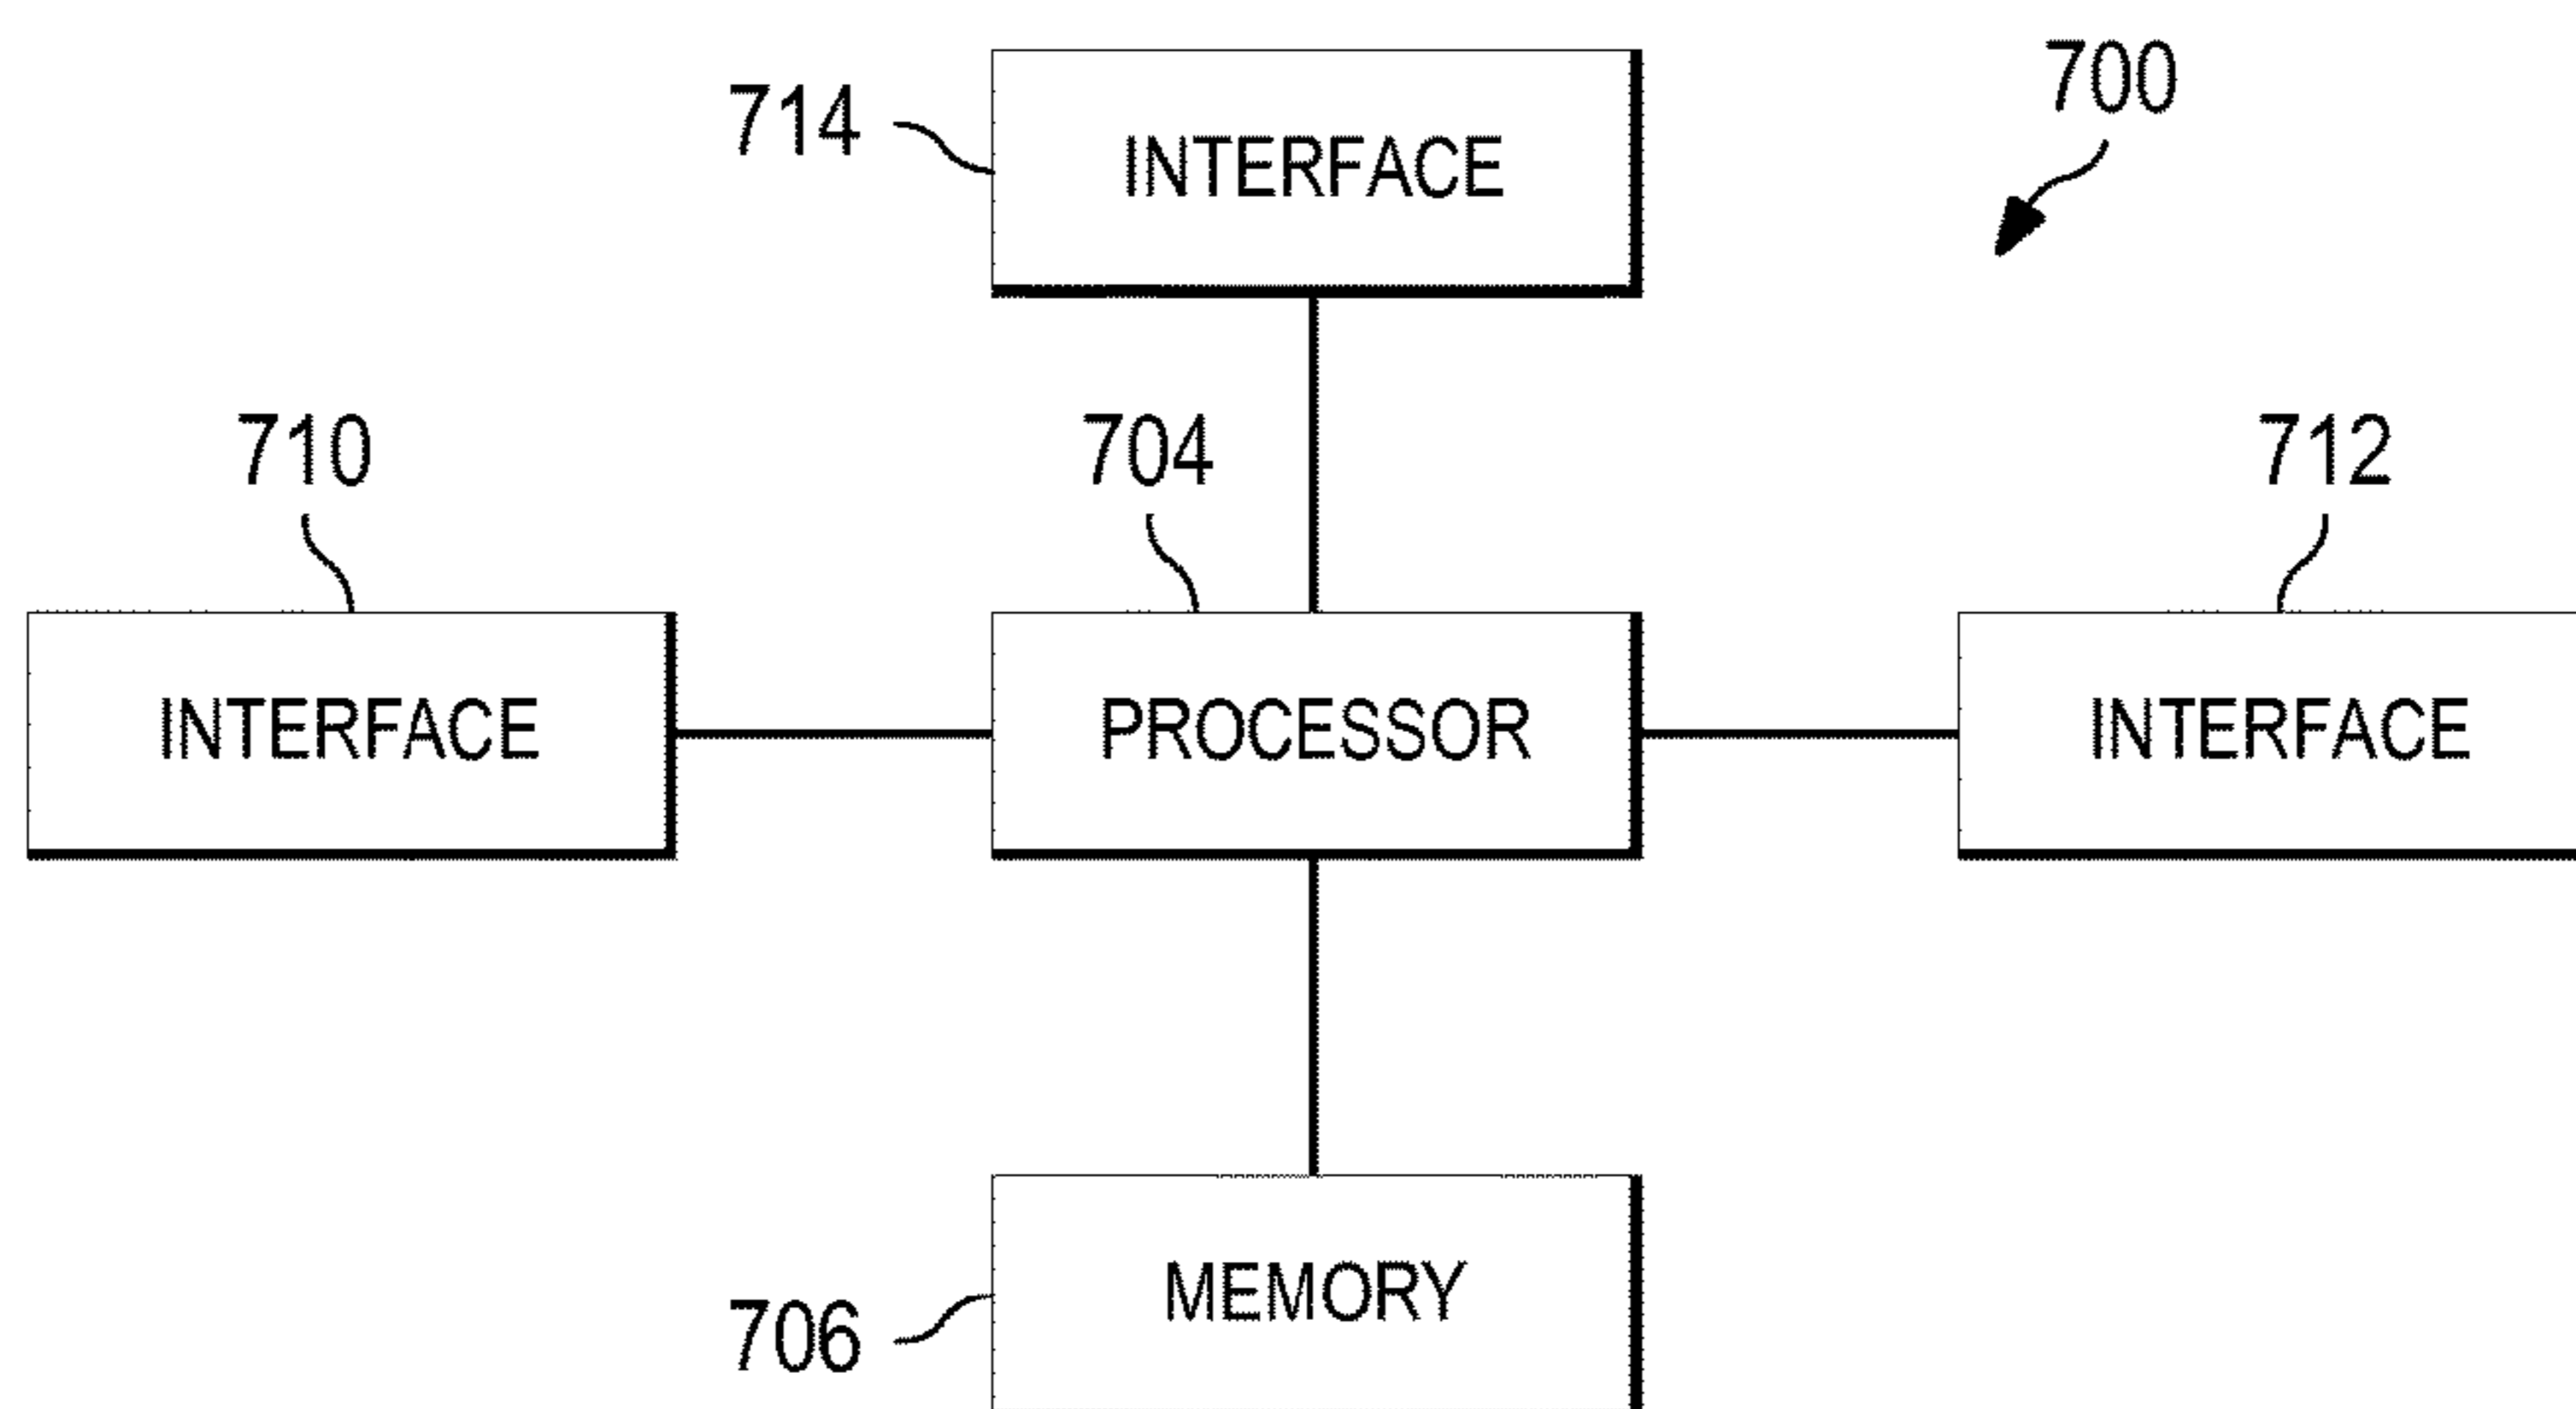 700
714
INTERFACE
710
704
712
INTERFACE
PROCESSOR
INTERFACE
MEMORY
706